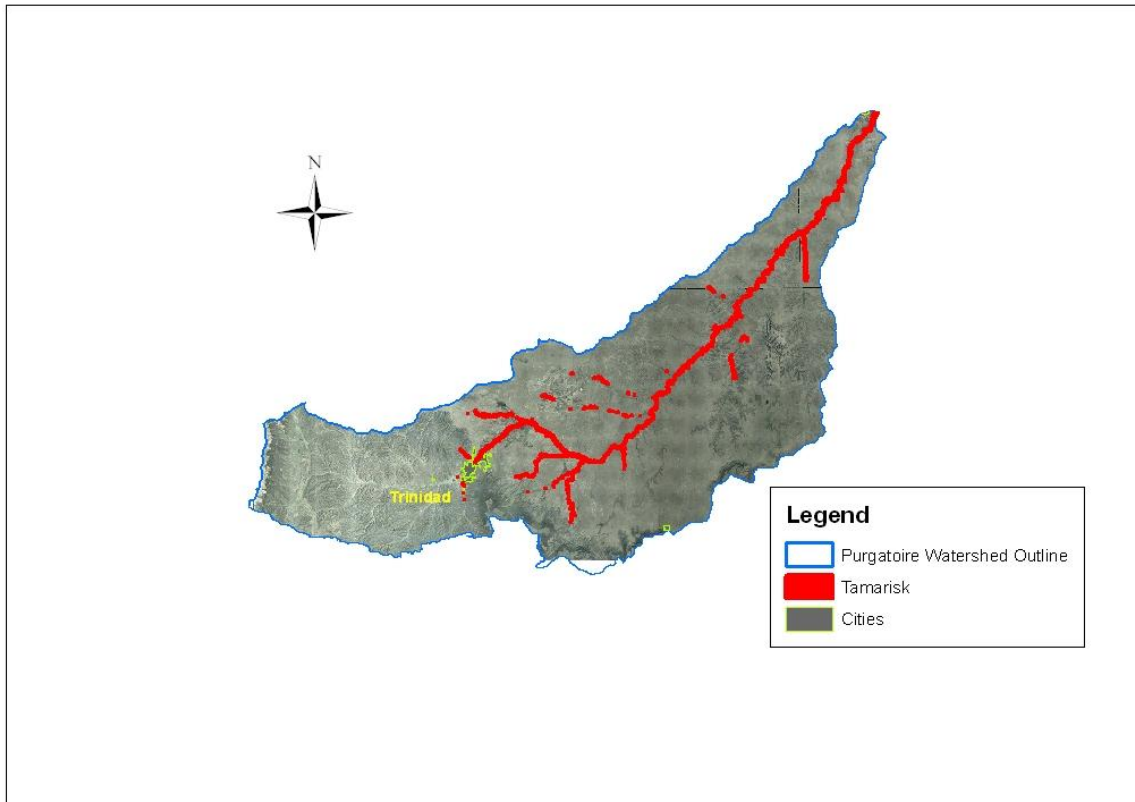 N
Trinidad
Legend
Purgatoire Watershed Outline
Tamarisk
Cities